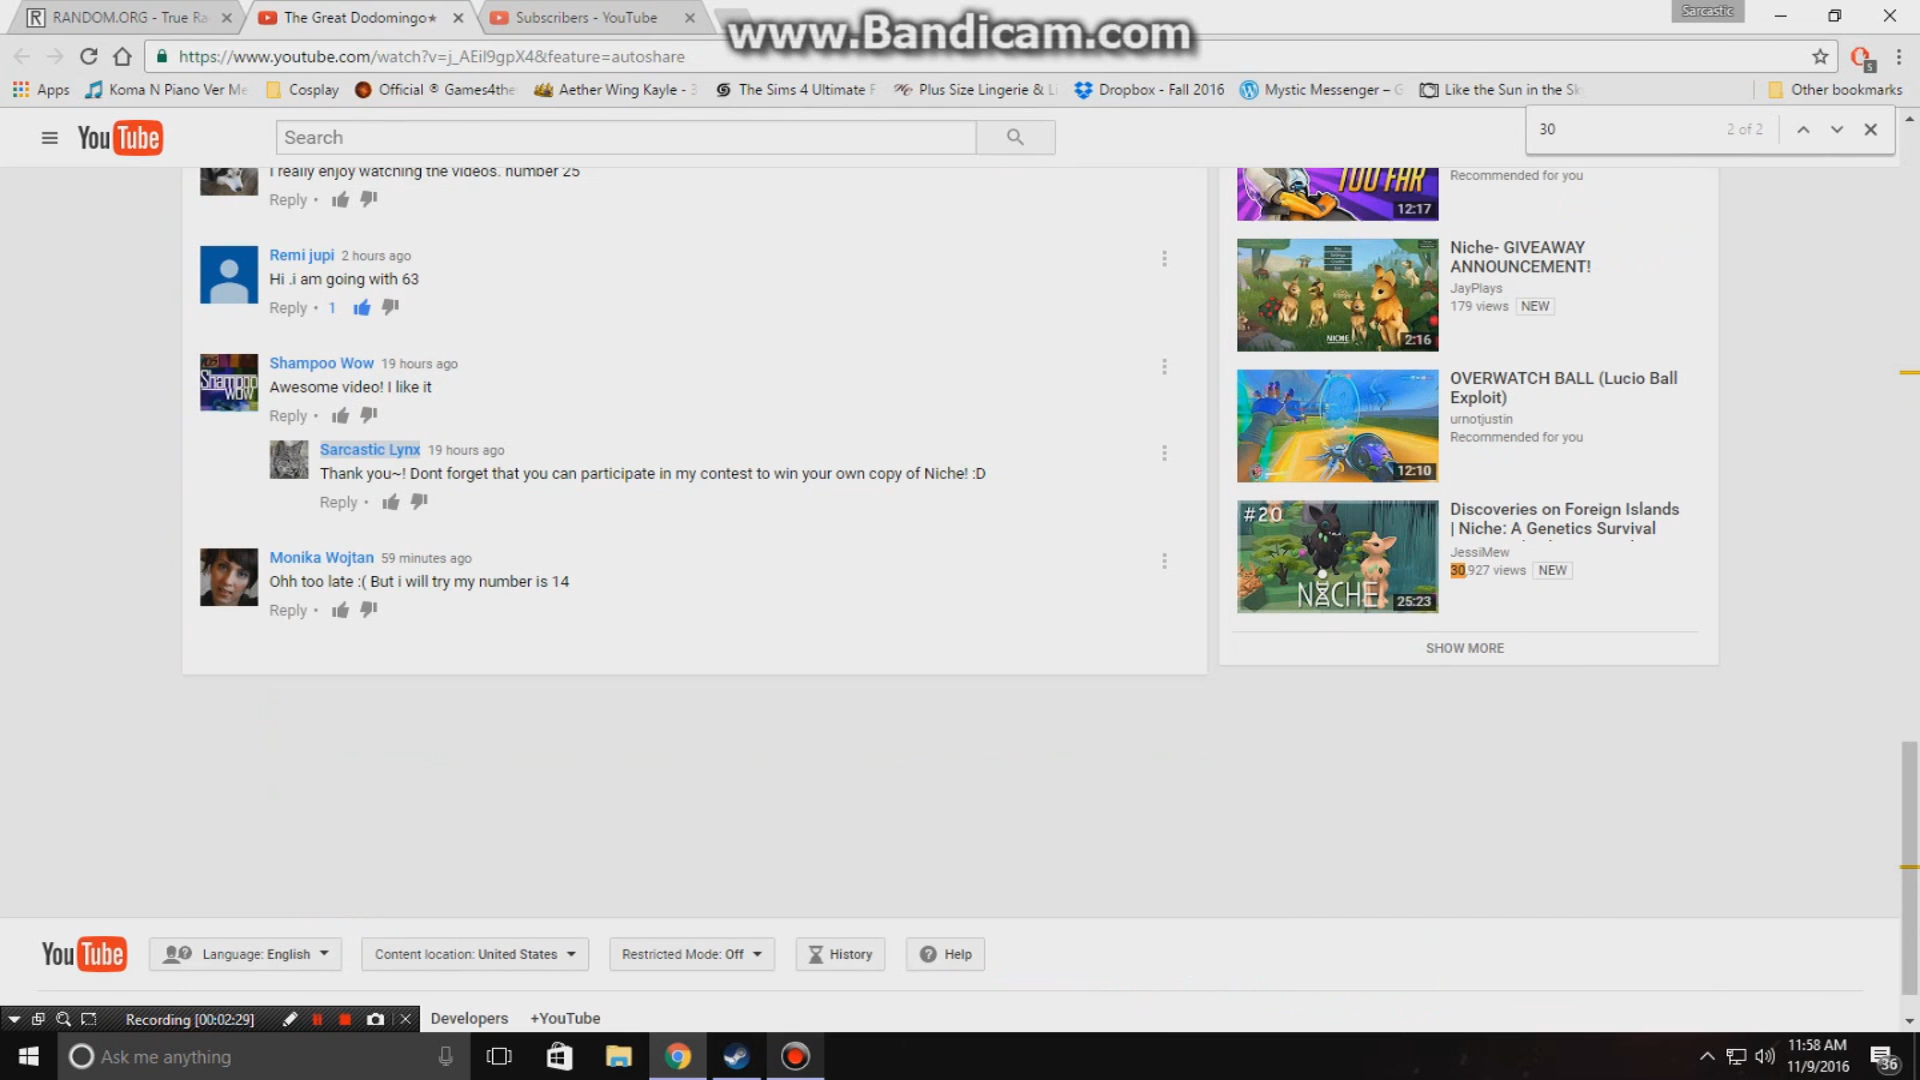 RANDOM.ORG - True Ra
The Great Dodomingo★
Subscribers - YouTube
www.Bandicam.com
Sarcastic
https://www.youtube.com/watch?v=j_AEiI9gpX4&feature=autoshare
5
Apps
Koma N Piano Ver Me
Cosplay
Official ® Games4the
Aether Wing Kayle - 3
The Sims 4 Ultimate F
Plus Size Lingerie & Li
Dropbox - Fall 2016
Mystic Messenger – G
Like the Sun in the Sk
Other bookmarks
YouTube
Search
30
2 of 2
I really enjoy watching the videos. number 25
Reply •
Remi jupi 2 hours ago
Hi .i am going with 63
Reply • 1
Shampoo Wow
Shampoo Wow 19 hours ago
Awesome video! I like it
Reply •
Sarcastic Lynx 19 hours ago
Thank you~! Dont forget that you can participate in my contest to win your own copy of Niche! :D
Reply •
Monika Wojtan 59 minutes ago
Ohh too late :( But i will try my number is 14
Reply •
TOO FAR
12:17
Recommended for you
NICHE
2:16
Niche- GIVEAWAY
ANNOUNCEMENT!
JayPlays
179 views NEW
12:10
OVERWATCH BALL (Lucio Ball
Exploit)
urnotjustin
Recommended for you
#20
NICHE
25:23
Discoveries on Foreign Islands
| Niche: A Genetics Survival
JessiMew
30,927 views NEW
SHOW MORE
YouTube
Language: English
Content location: United States
Restricted Mode: Off
History
Help
Recording [00:02:29]
Developers
+YouTube
Ask me anything
11:58 AM
11/9/2016
36